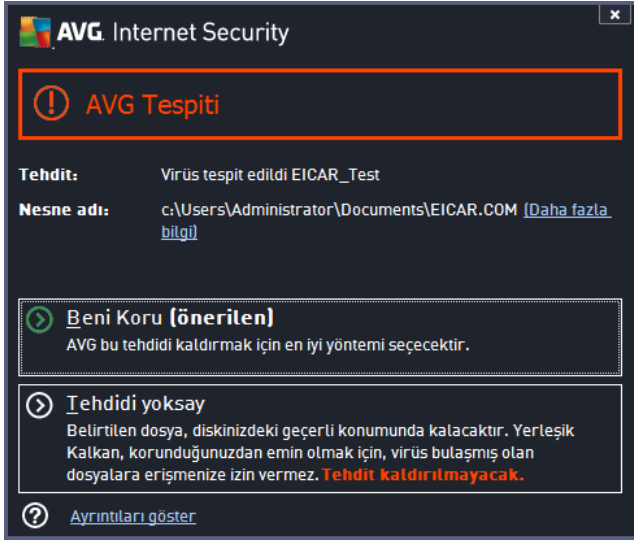 AVG. Internet Security
AVG Tespiti
Tehdit: Virüs tespit edildi EICAR_Test
Nesne adı: c:\Users\Administrator\Documents\EICAR.COM (Daha fazla
bilgi)
Beni Koru (önerilen)
AVG bu tehdidi kaldırmak için en iyi yöntemi seçecektir.
Tehdidi yoksay
Belirtilen dosya, diskinizdeki geçerli konumunda kalacaktır. Yerleşik
Kalkan, korunduğunuzdan emin olmak için, virüs bulaşmış olan
dosyalara erişmenize izin vermez. Tehdit kaldırılmayacak.
Ayrıntıları göster